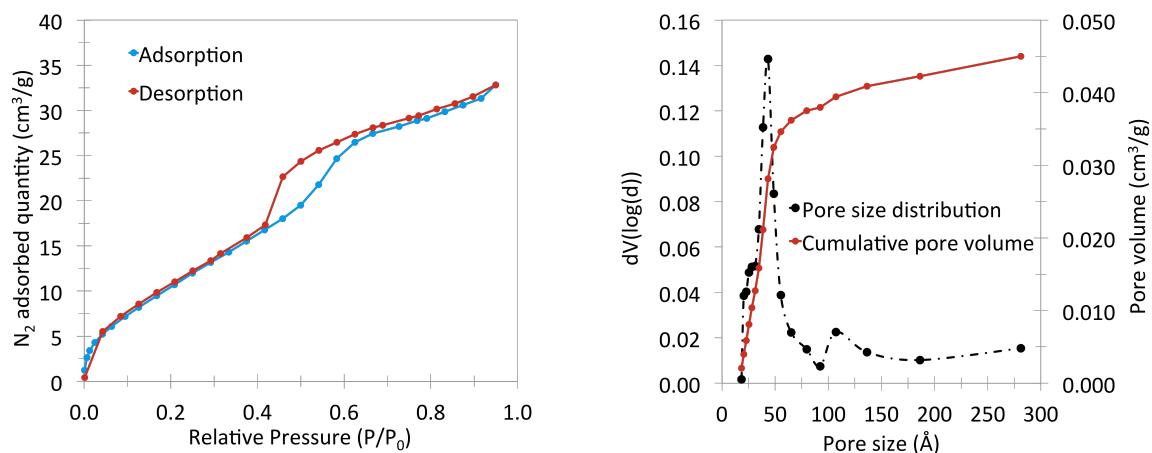 N₂ adsorbed quantity (cm³/g)
40
35
30
25
20
15
10
5
0
Adsorption
Desorption
0.0 0.2 0.4 0.6 0.8 1.0
Relative Pressure (P/P₀)
dV(log(d))
0.16
0.14
0.12
0.10
0.08
0.06
0.04
0.02
0.00
Pore size distribution
Cumulative pore volume
0.050
0.040
0.030
0.020
0.010
0.000
Pore volume (cm³/g)
0 50 100 150 200 250 300
Pore size (Å)